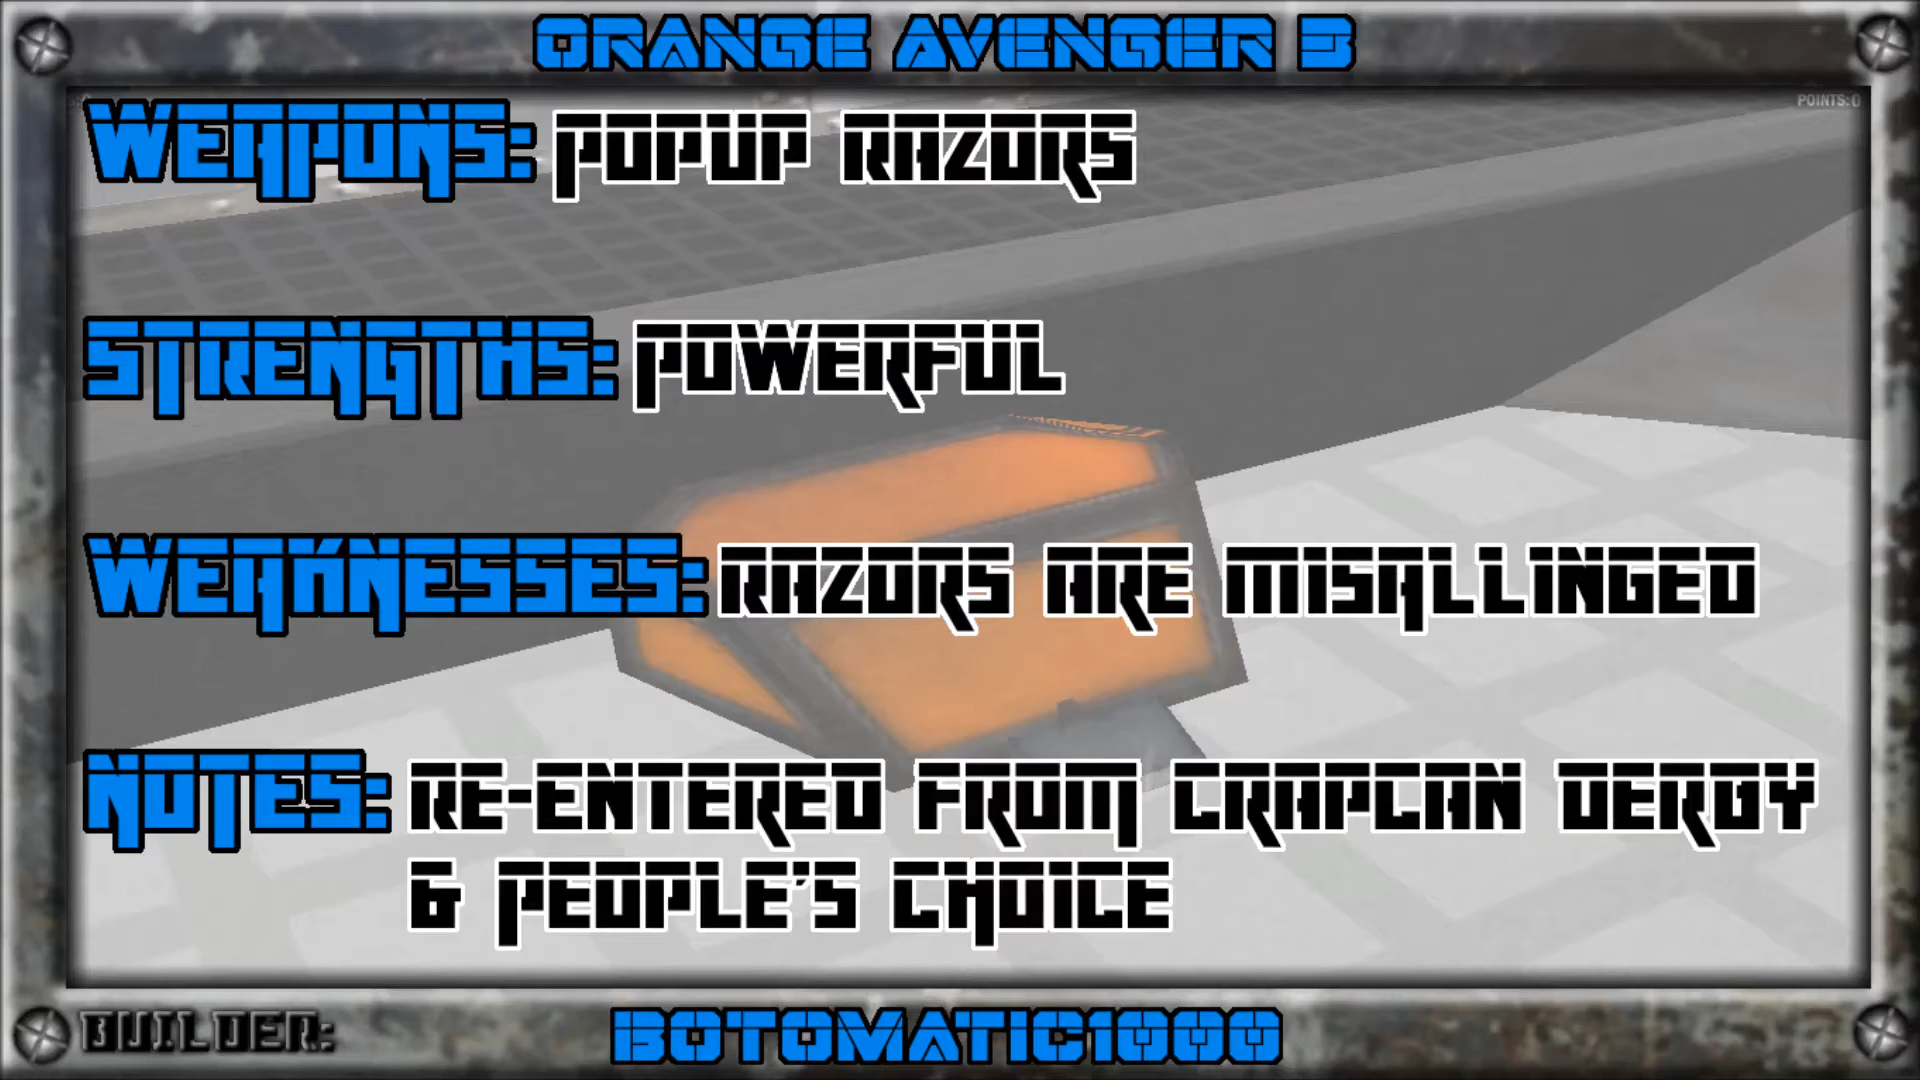 ORANGE AVENGER 3
POINTS:0
WEAPONS: POPUP RAZORS
STRENGTHS: POWERFUL
WEAKNESSES: RAZORS ARE MISALLINGED
NOTES: RE-ENTERED FROM CRAPCAN DERBY
& PEOPLE'S CHOICE
BUILDER: BOTOMATIC1000